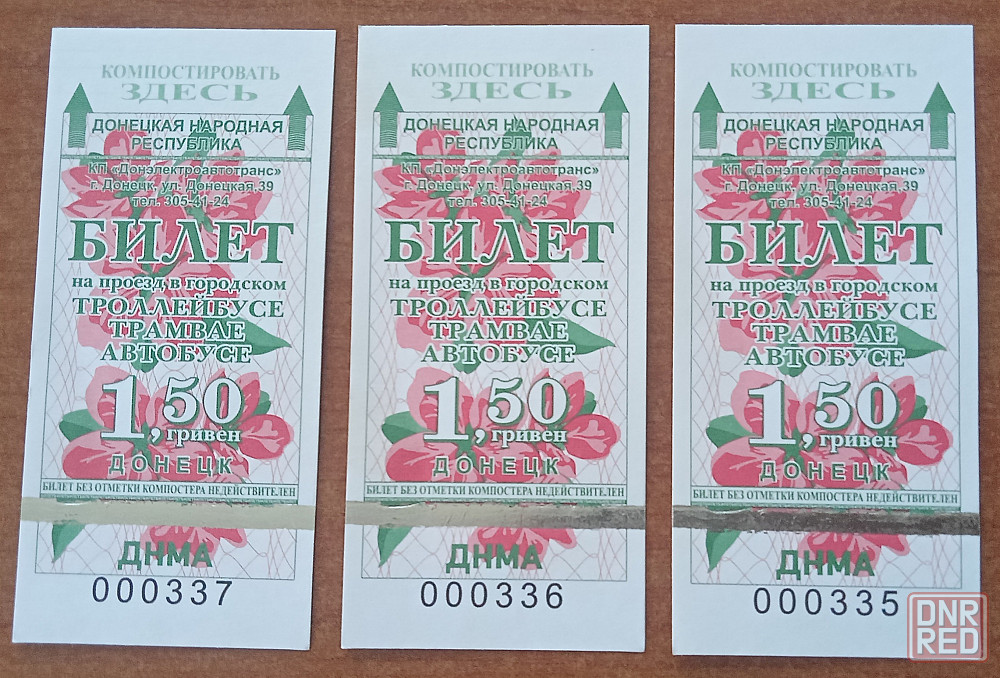 КОМПОСТИРОВАТЬ
ЗДЕСЬ
ДОНЕЦКАЯ НАРОДНАЯ
РЕСПУБЛИКА
КП «Донэлектроавтотранс»
г. Донецк, ул. Донецкая,39
тел. 305-41-24
БИЛЕТ
на проезд в городском
ТРОЛЛЕЙБУСЕ
ТРАМВАЕ
АВТОБУСЕ
1,50
гривен
ДОНЕЦК
БИЛЕТ БЕЗ ОТМЕТКИ КОМПОСТЕРА НЕДЕЙСТВИТЕЛЕН
ДНМА
000337
КОМПОСТИРОВАТЬ
ЗДЕСЬ
ДОНЕЦКАЯ НАРОДНАЯ
РЕСПУБЛИКА
КП «Донэлектроавтотранс»
г. Донецк, ул. Донецкая,39
тел. 305-41-24
БИЛЕТ
на проезд в городском
ТРОЛЛЕЙБУСЕ
ТРАМВАЕ
АВТОБУСЕ
1,50
гривен
ДОНЕЦК
БИЛЕТ БЕЗ ОТМЕТКИ КОМПОСТЕРА НЕДЕЙСТВИТЕЛЕН
ДНМА
000336
КОМПОСТИРОВАТЬ
ЗДЕСЬ
ДОНЕЦКАЯ НАРОДНАЯ
РЕСПУБЛИКА
КП «Донэлектроавтотранс»
г. Донецк, ул. Донецкая,39
тел. 305-41-24
БИЛЕТ
на проезд в городском
ТРОЛЛЕЙБУСЕ
ТРАМВАЕ
АВТОБУСЕ
1,50
гривен
ДОНЕЦК
БИЛЕТ БЕЗ ОТМЕТКИ КОМПОСТЕРА НЕДЕЙСТВИТЕЛЕН
ДНМА
000335
DNR
RED